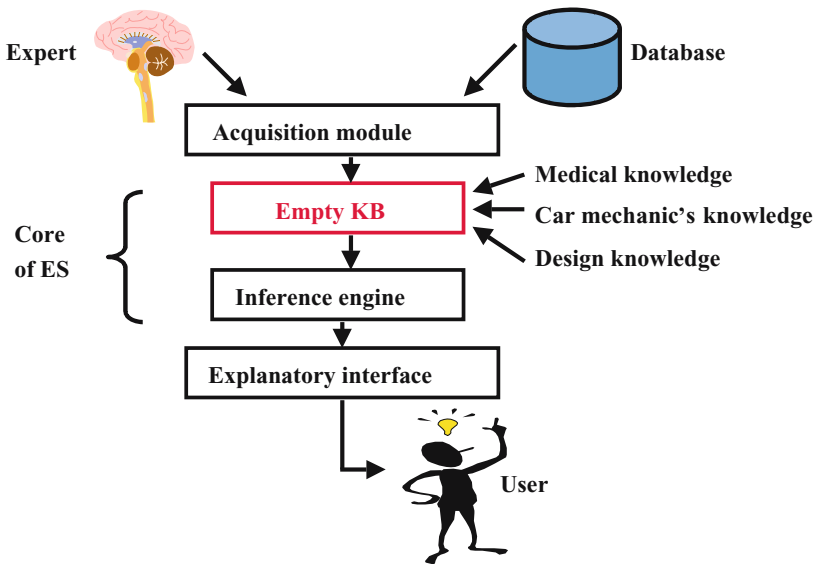 Expert
Database
Acquisition module
Medical knowledge
Empty KB
Car mechanic's knowledge
Core
of ES
Design knowledge
Inference engine
Explanatory interface
User